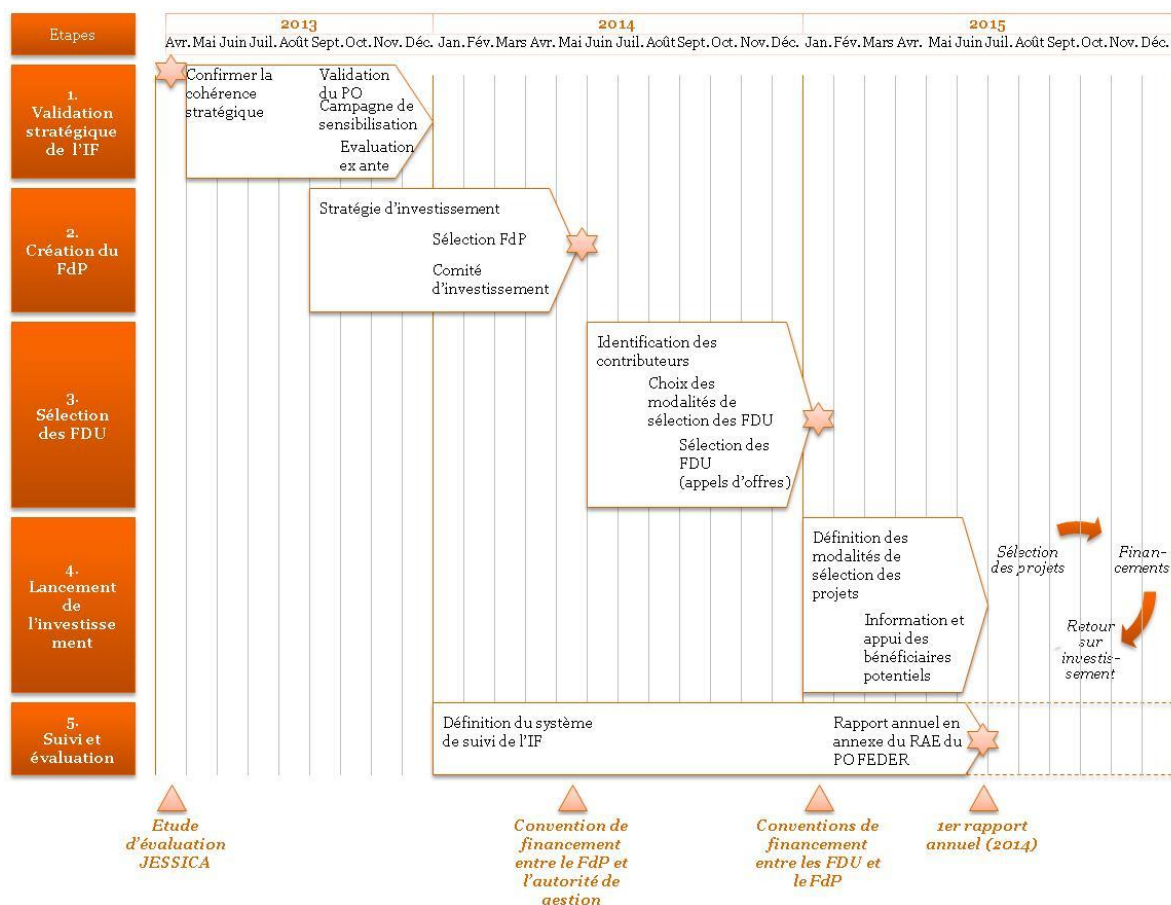 Etapes
2013
2014
2015
Avr. Mai Juin Juil. Août Sept. Oct. Nov. Déc. Jan. Fév. Mars Avr. Mai Juin Juil. Août Sept. Oct. Nov. Déc. Jan. Fév. Mars Avr. Mai Juin Juil. Août Sept. Oct. Nov. Déc.
1.
Validation
stratégique
de l'IF
Confirmer la
cohérence
stratégique
Validation
du PO
Campagne de
sensibilisation
Evaluation
ex ante
2.
Création du
FdP
Stratégie d'investissement
Sélection FdP
Comité
d'investissement
3.
Sélection
des FDU
Identification des
contributeurs
Choix des
modalités de
sélection des FDU
Sélection des
FDU
(appels d'offres)
4.
Lancement
de
l'investisse
ment
Définition des
modalités de
sélection des
projets
Information et
appui des
bénéficiaires
potentiels
Sélection
des projets
Finan-
cements
Retour
sur
investis-
sement
5.
Suivi et
évaluation
Définition du système
de suivi de l'IF
Rapport annuel en
annexe du RAE du
PO FEDER
Etude
d'évaluation
JESSICA
Convention de
financement
entre le FdP et
l'autorité de
gestion
Conventions de
financement
entre les FDU et
le FdP
1er rapport
annuel (2014)